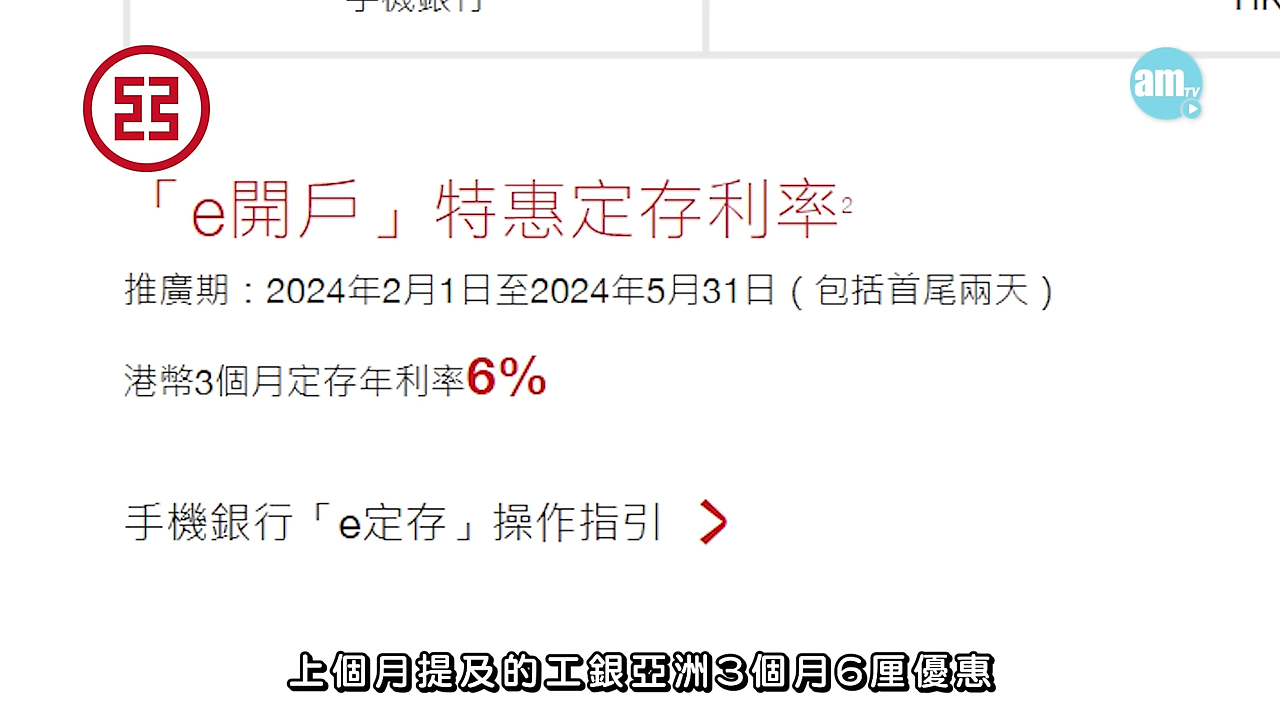 手機銀行
am TV
「e開戶」特惠定存利率2
推廣期：2024年2月1日至2024年5月31日（包括首尾兩天）
港幣3個月定存年利率6%
手機銀行「e定存」操作指引
上個月提及的工銀亞洲3個月6厘優惠